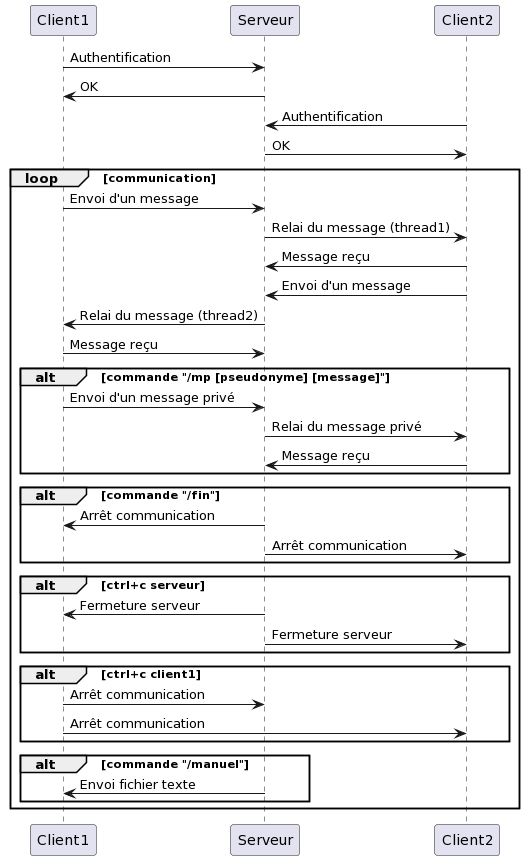 Client1 Serveur Client2
Authentification
OK
Authentification
OK
loop [communication]
Envoi d'un message
Relai du message (thread1)
Message reçu
Envoi d'un message
Relai du message (thread2)
Message reçu
alt [commande "/mp [pseudonyme] [message]"]
Envoi d'un message privé
Relai du message privé
Message reçu
alt [commande "/fin"]
Arrêt communication
Arrêt communication
alt [ctrl+c serveur]
Fermeture serveur
Fermeture serveur
alt [ctrl+c client1]
Arrêt communication
Arrêt communication
alt [commande "/manuel"]
Envoi fichier texte
Client1 Serveur Client2